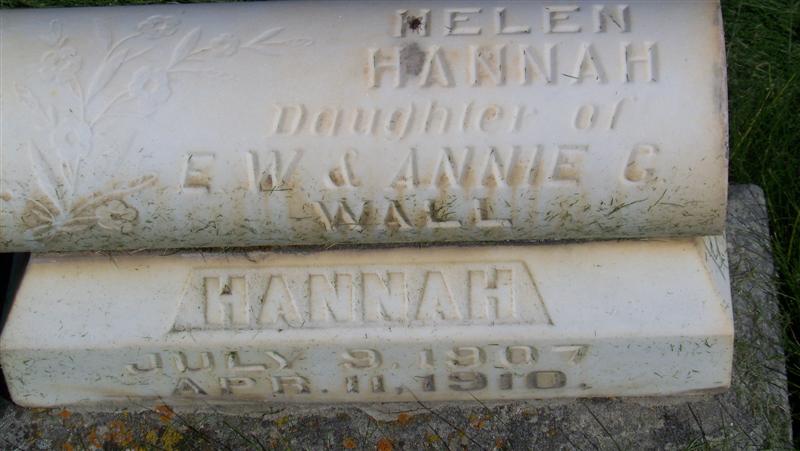 HELEN
HANNAH
Daughter of
E W & ANNIE G
WALL
HANNAH
JULY 9. 1907
APR. 11, 1910.